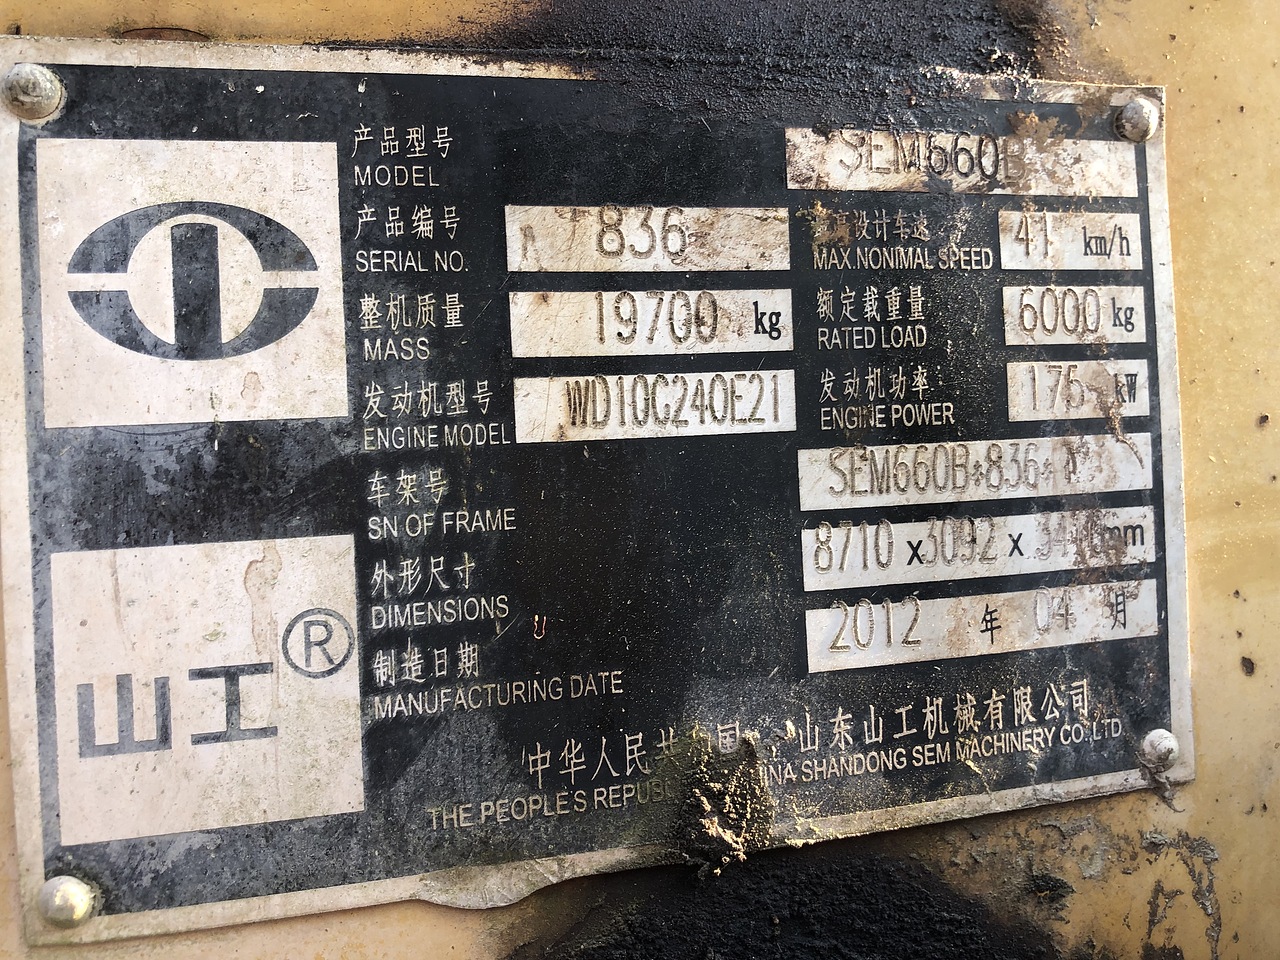 产品型号 SEM660B
MODEL
产品编号 836 设计车速 41 km/h
SERIAL NO. MAX.NONIMAL SPEED
整机质量 19700 kg 额定载重量 6000 kg
MASS RATED LOAD
发动机型号 WD10G240E21 发动机功率 175 kW
ENGINE MODEL ENGINE POWER
车架号 SEM660B*836*
SN OF FRAME
外形尺寸 8710 x 3092 x mm
DIMENSIONS
制造日期 2012 年 04 月
MANUFACTURING DATE
山工®
中华人民共和国 山东山工机械有限公司
THE PEOPLE'S SHANDONG SEM MACHINERY CO.,LTD